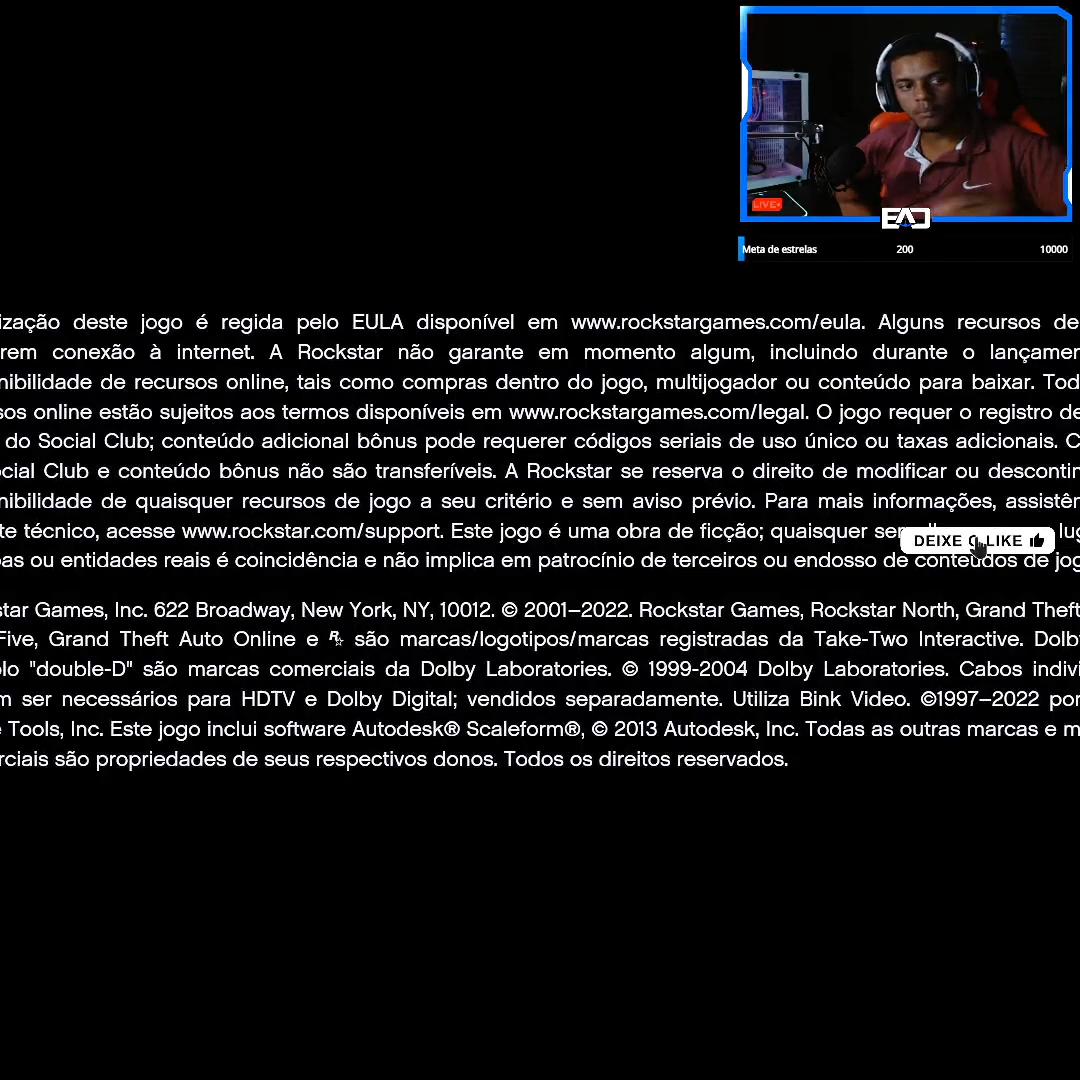 LIVE
EAD
Meta de estrelas 200 10000
ização deste jogo é regida pelo EULA disponível em www.rockstargames.com/eula. Alguns recursos de
rem conexão à internet. A Rockstar não garante em momento algum, incluindo durante o lançamen
nibilidade de recursos online, tais como compras dentro do jogo, multijogador ou conteúdo para baixar. Tod
sos online estão sujeitos aos termos disponíveis em www.rockstargames.com/legal. O jogo requer o registro de
do Social Club; conteúdo adicional bônus pode requerer códigos seriais de uso único ou taxas adicionais. C
ocial Club e conteúdo bônus não são transferíveis. A Rockstar se reserva o direito de modificar ou descontin
nibilidade de quaisquer recursos de jogo a seu critério e sem aviso prévio. Para mais informações, assistên
te técnico, acesse www.rockstar.com/support. Este jogo é uma obra de ficção; quaisquer lug
DEIXE O LIKE
oas ou entidades reais é coincidência e não implica em patrocínio de terceiros ou endosso de conteúdos de jog
star Games, Inc. 622 Broadway, New York, NY, 10012. © 2001–2022. Rockstar Games, Rockstar North, Grand Theft
Five, Grand Theft Auto Online e R* são marcas/logotipos/marcas registradas da Take-Two Interactive. Dolb
olo "double-D" são marcas comerciais da Dolby Laboratories. © 1999-2004 Dolby Laboratories. Cabos indivi
m ser necessários para HDTV e Dolby Digital; vendidos separadamente. Utiliza Bink Video. ©1997–2022 por
e Tools, Inc. Este jogo inclui software Autodesk® Scaleform®, © 2013 Autodesk, Inc. Todas as outras marcas e m
rciais são propriedades de seus respectivos donos. Todos os direitos reservados.